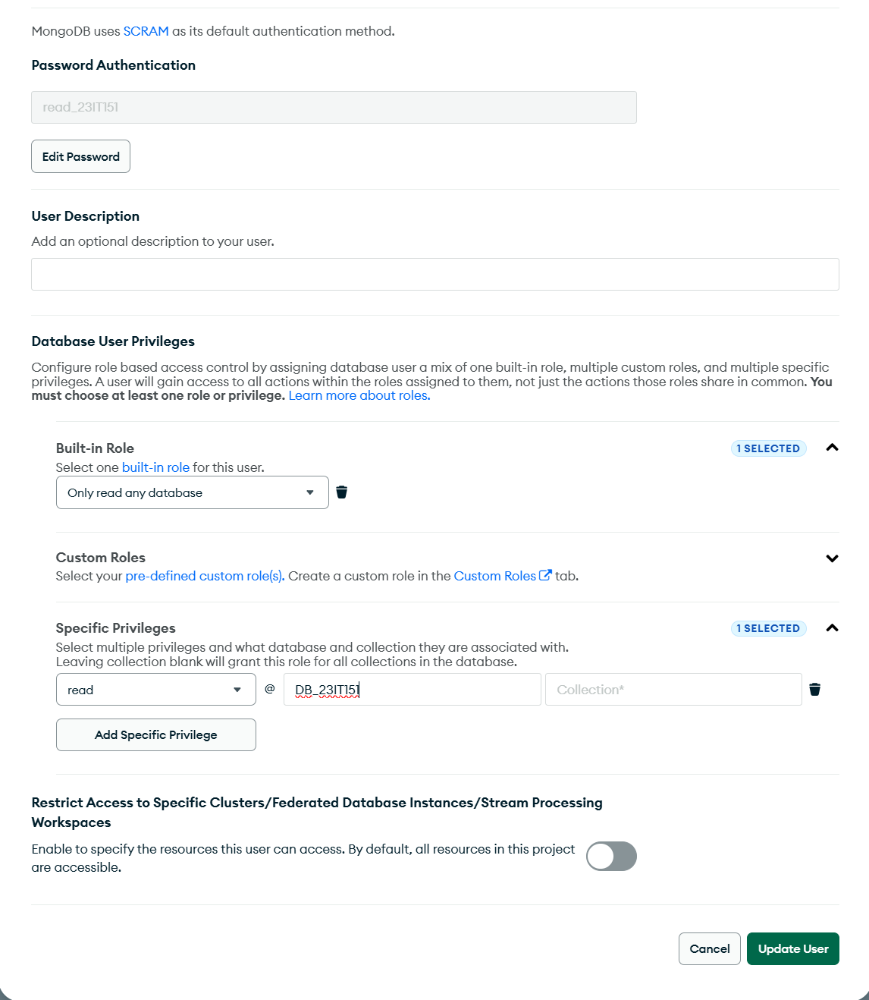 MongoDB uses SCRAM as its default authentication method.
Password Authentication
read_23IT151
Edit Password
User Description
Add an optional description to your user.
Database User Privileges
Configure role based access control by assigning database user a mix of one built-in role, multiple custom roles, and multiple specific
privileges. A user will gain access to all actions within the roles assigned to them, not just the actions those roles share in common. You
must choose at least one role or privilege. Learn more about roles.
Built-in Role
1 SELECTED
Select one built-in role for this user.
Only read any database
Custom Roles
Select your pre-defined custom role(s). Create a custom role in the Custom Roles tab.
Specific Privileges
1 SELECTED
Select multiple privileges and what database and collection they are associated with.
Leaving collection blank will grant this role for all collections in the database.
read @ DB_23IT151 Collection*
Add Specific Privilege
Restrict Access to Specific Clusters/Federated Database Instances/Stream Processing
Workspaces
Enable to specify the resources this user can access. By default, all resources in this project
are accessible.
Cancel Update User